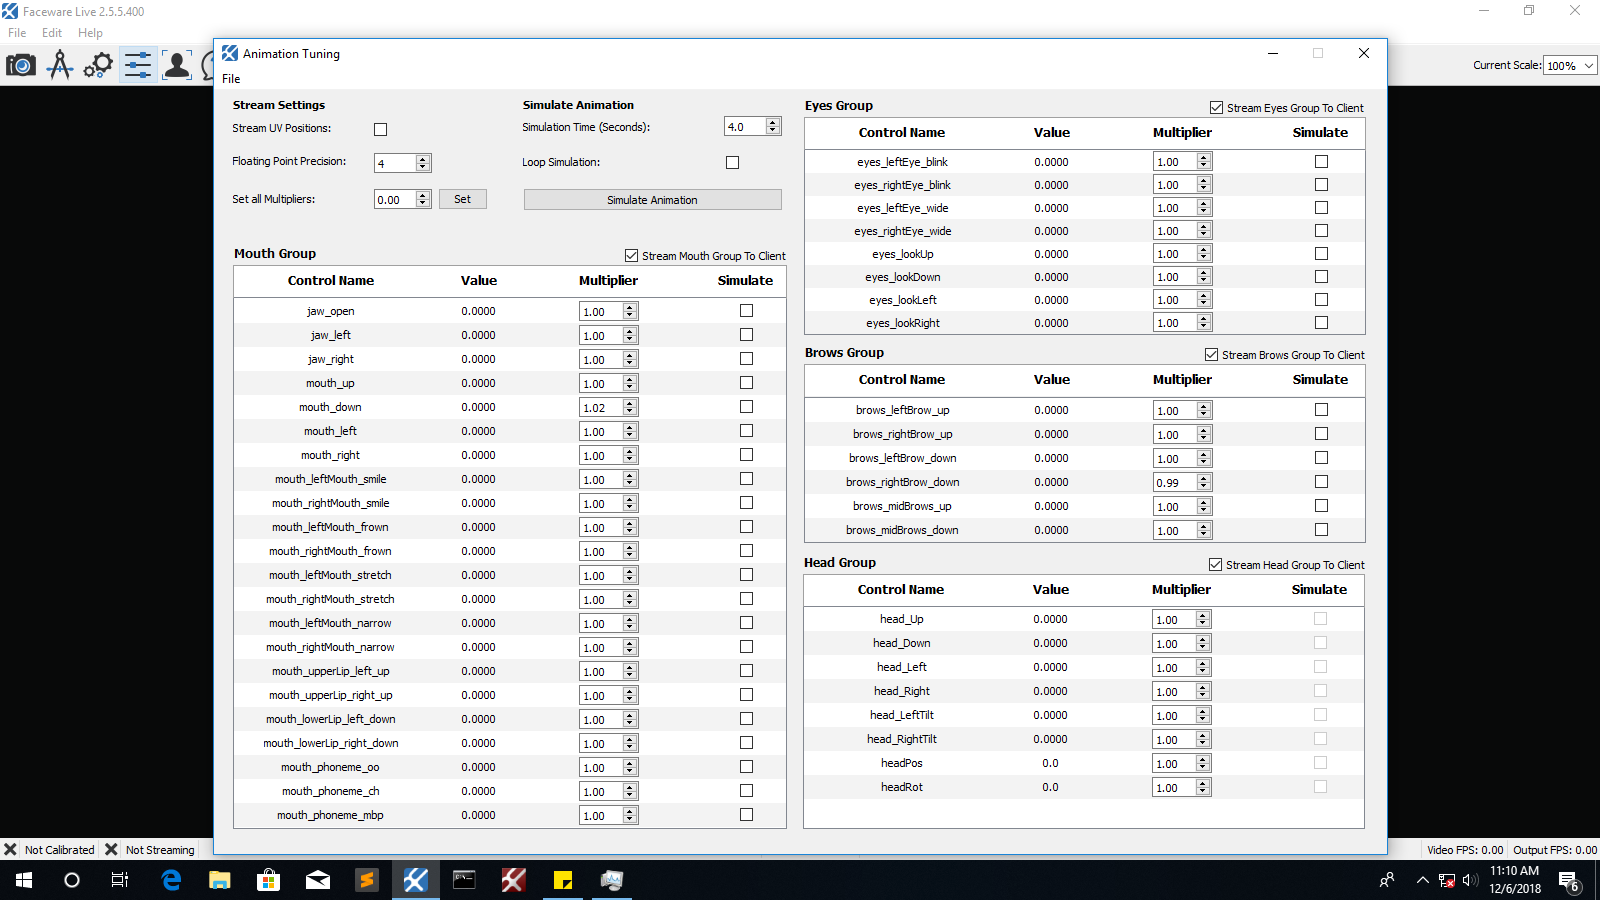 Faceware Live 2.5.5.400
File Edit Help
Current Scale: 100%
Animation Tuning
File
Stream Settings
Stream UV Positions:
Floating Point Precision: 4
Set all Multipliers: 0.00 Set
Simulate Animation
Simulation Time (Seconds): 4.0
Loop Simulation:
Simulate Animation
Mouth Group Stream Mouth Group To Client
Control Name Value Multiplier Simulate
jaw_open 0.0000 1.00
jaw_left 0.0000 1.00
jaw_right 0.0000 1.00
mouth_up 0.0000 1.00
mouth_down 0.0000 1.02
mouth_left 0.0000 1.00
mouth_right 0.0000 1.00
mouth_leftMouth_smile 0.0000 1.00
mouth_rightMouth_smile 0.0000 1.00
mouth_leftMouth_frown 0.0000 1.00
mouth_rightMouth_frown 0.0000 1.00
mouth_leftMouth_stretch 0.0000 1.00
mouth_rightMouth_stretch 0.0000 1.00
mouth_leftMouth_narrow 0.0000 1.00
mouth_rightMouth_narrow 0.0000 1.00
mouth_upperLip_left_up 0.0000 1.00
mouth_upperLip_right_up 0.0000 1.00
mouth_lowerLip_left_down 0.0000 1.00
mouth_lowerLip_right_down 0.0000 1.00
mouth_phoneme_oo 0.0000 1.00
mouth_phoneme_ch 0.0000 1.00
mouth_phoneme_mbp 0.0000 1.00
Eyes Group Stream Eyes Group To Client
Control Name Value Multiplier Simulate
eyes_leftEye_blink 0.0000 1.00
eyes_rightEye_blink 0.0000 1.00
eyes_leftEye_wide 0.0000 1.00
eyes_rightEye_wide 0.0000 1.00
eyes_lookUp 0.0000 1.00
eyes_lookDown 0.0000 1.00
eyes_lookLeft 0.0000 1.00
eyes_lookRight 0.0000 1.00
Brows Group Stream Brows Group To Client
Control Name Value Multiplier Simulate
brows_leftBrow_up 0.0000 1.00
brows_rightBrow_up 0.0000 1.00
brows_leftBrow_down 0.0000 1.00
brows_rightBrow_down 0.0000 0.99
brows_midBrows_up 0.0000 1.00
brows_midBrows_down 0.0000 1.00
Head Group Stream Head Group To Client
Control Name Value Multiplier Simulate
head_Up 0.0000 1.00
head_Down 0.0000 1.00
head_Left 0.0000 1.00
head_Right 0.0000 1.00
head_LeftTilt 0.0000 1.00
head_RightTilt 0.0000 1.00
headPos 0.0 1.00
headRot 0.0 1.00
Not Calibrated Not Streaming Video FPS: 0.00 Output FPS: 0.00
11:10 AM
12/6/2018
6